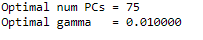 Optimal num PCs = 75
Optimal gamma   = 0.010000